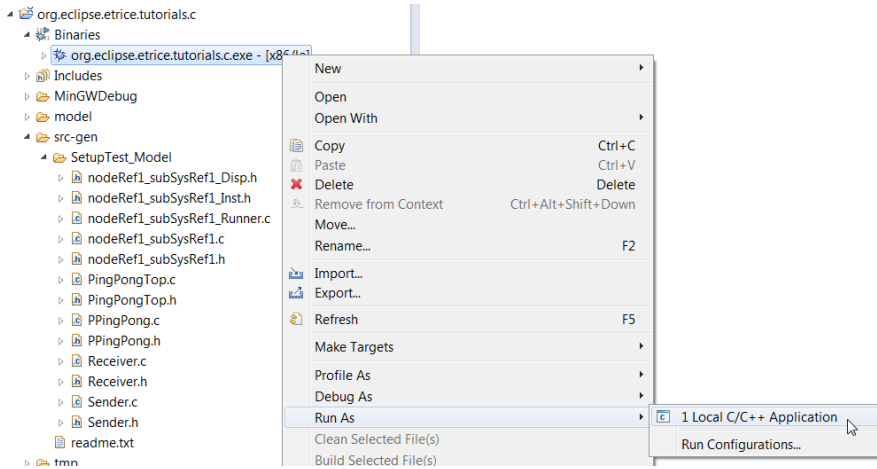 org.eclipse.etrice.tutorials.c
Binaries
org.eclipse.etrice.tutorials.c.exe - [x86/le]
Includes
MinGWDebug
model
src-gen
SetupTest_Model
nodeRef1_subSysRef1_Disp.h
nodeRef1_subSysRef1_Inst.h
nodeRef1_subSysRef1_Runner.c
nodeRef1_subSysRef1.c
nodeRef1_subSysRef1.h
PingPongTop.c
PingPongTop.h
PPingPong.c
PPingPong.h
Receiver.c
Receiver.h
Sender.c
Sender.h
readme.txt
tmp
New
Open
Open With
Copy Ctrl+C
Paste Ctrl+V
Delete Delete
Remove from Context Ctrl+Alt+Shift+Down
Move...
Rename... F2
Import...
Export...
Refresh F5
Make Targets
Profile As
Debug As
Run As
Clean Selected File(s)
Build Selected File(s)
1 Local C/C++ Application
Run Configurations...